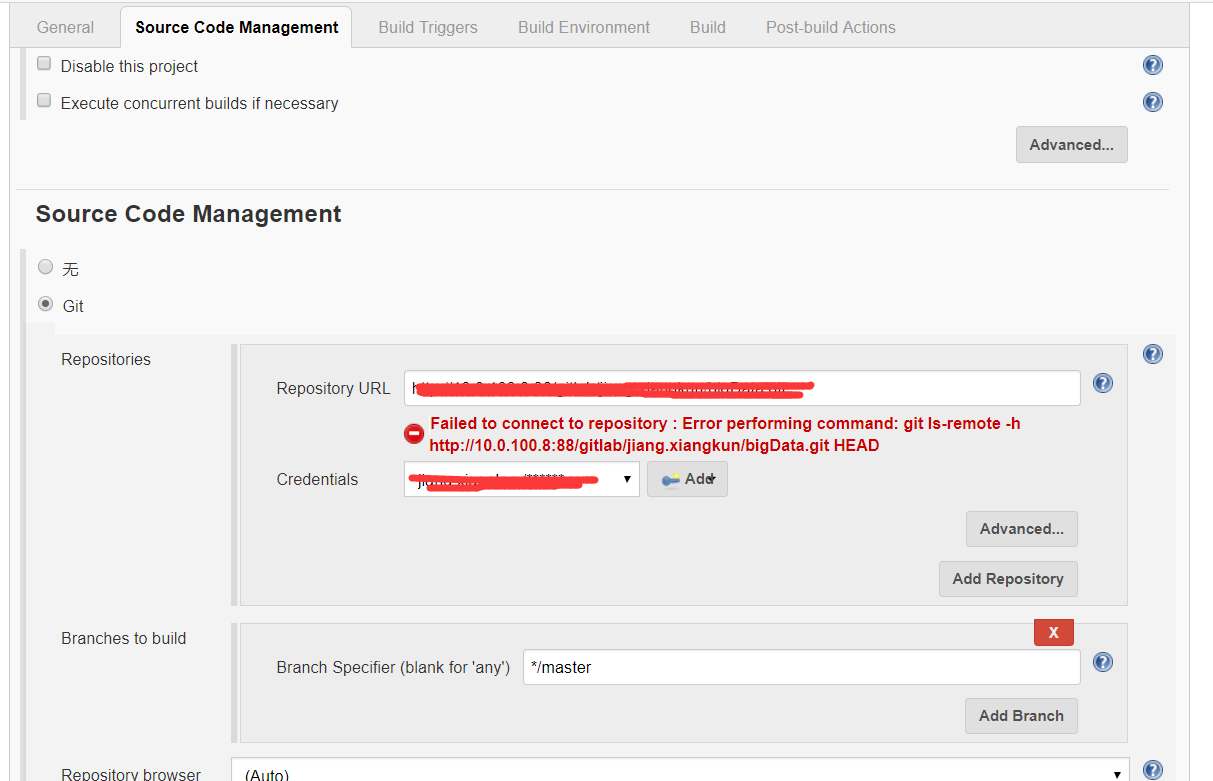 General Source Code Management Build Triggers Build Environment Build Post-build Actions
Disable this project
Execute concurrent builds if necessary
Advanced...
Source Code Management
无
Git
Repositories
Repository URL
Failed to connect to repository : Error performing command: git ls-remote -h
http://10.0.100.8:88/gitlab/jiang.xiangkun/bigData.git HEAD
Credentials
Add
Advanced...
Add Repository
Branches to build
X
Branch Specifier (blank for 'any') */master
Add Branch
Repository browser (Auto)